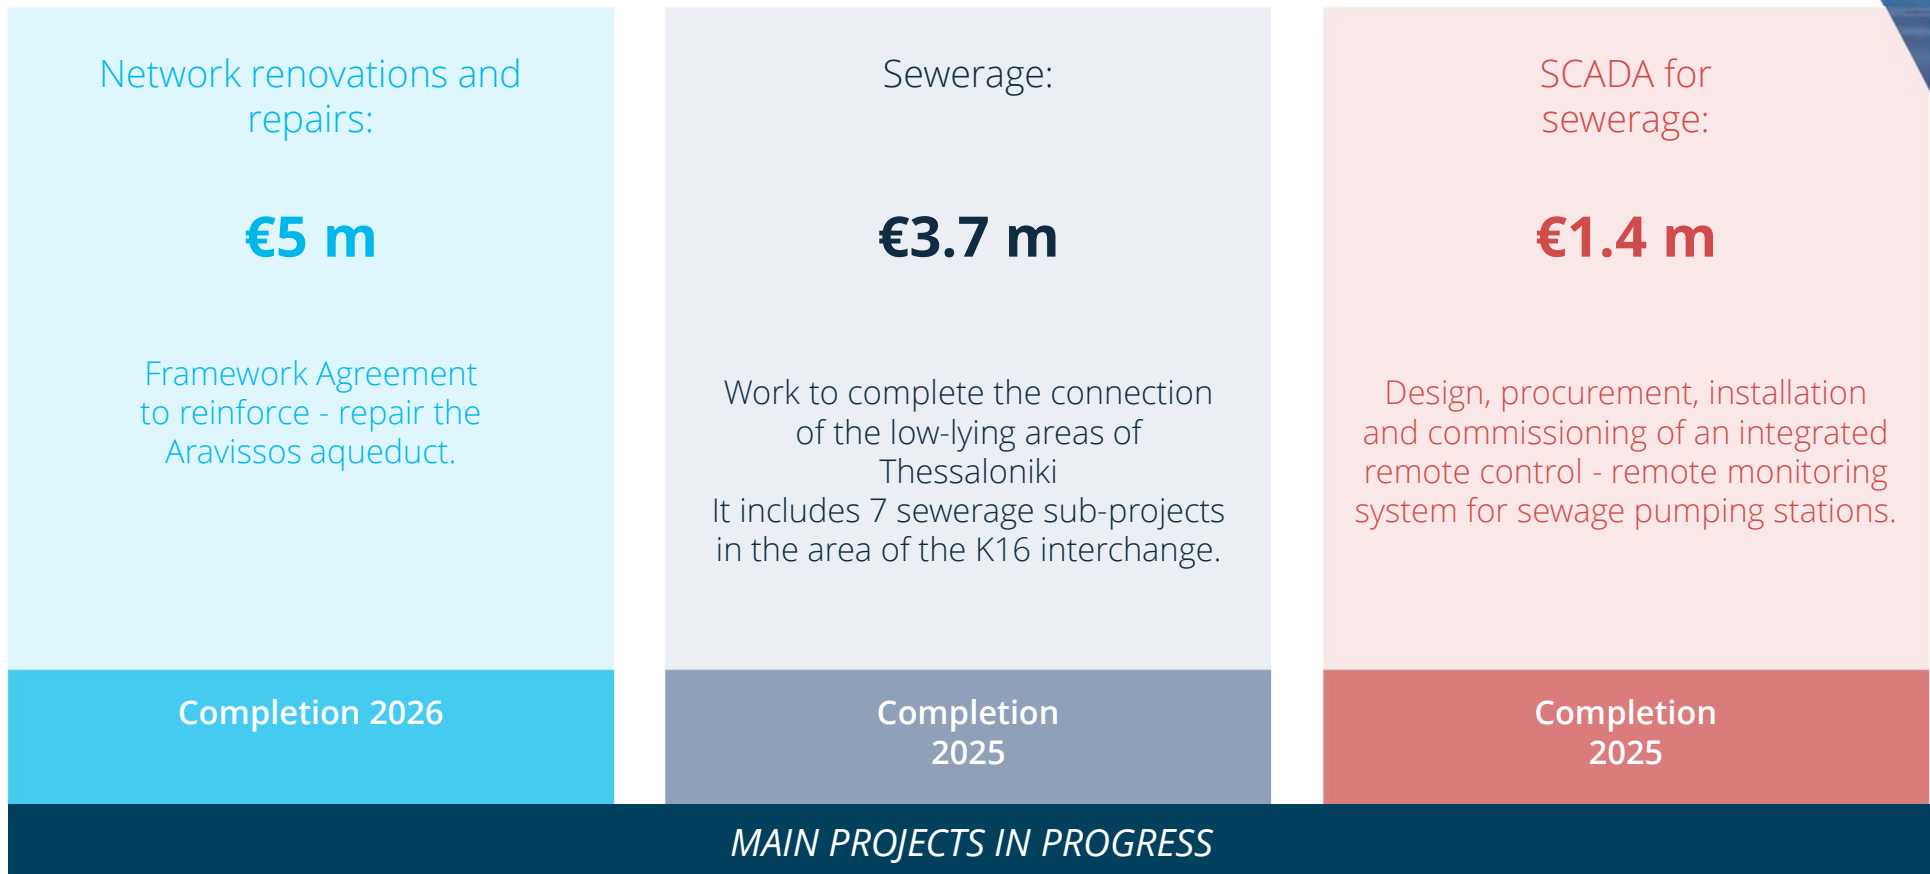 Network renovations and
repairs:
€5 m
Framework Agreement
to reinforce - repair the
Aravissos aqueduct.
Completion 2026
Sewerage:
€3.7 m
Work to complete the connection
of the low-lying areas of
Thessaloniki
It includes 7 sewerage sub-projects
in the area of the K16 interchange.
Completion
2025
SCADA for
sewerage:
€1.4 m
Design, procurement, installation
and commissioning of an integrated
remote control - remote monitoring
system for sewage pumping stations.
Completion
2025
MAIN PROJECTS IN PROGRESS